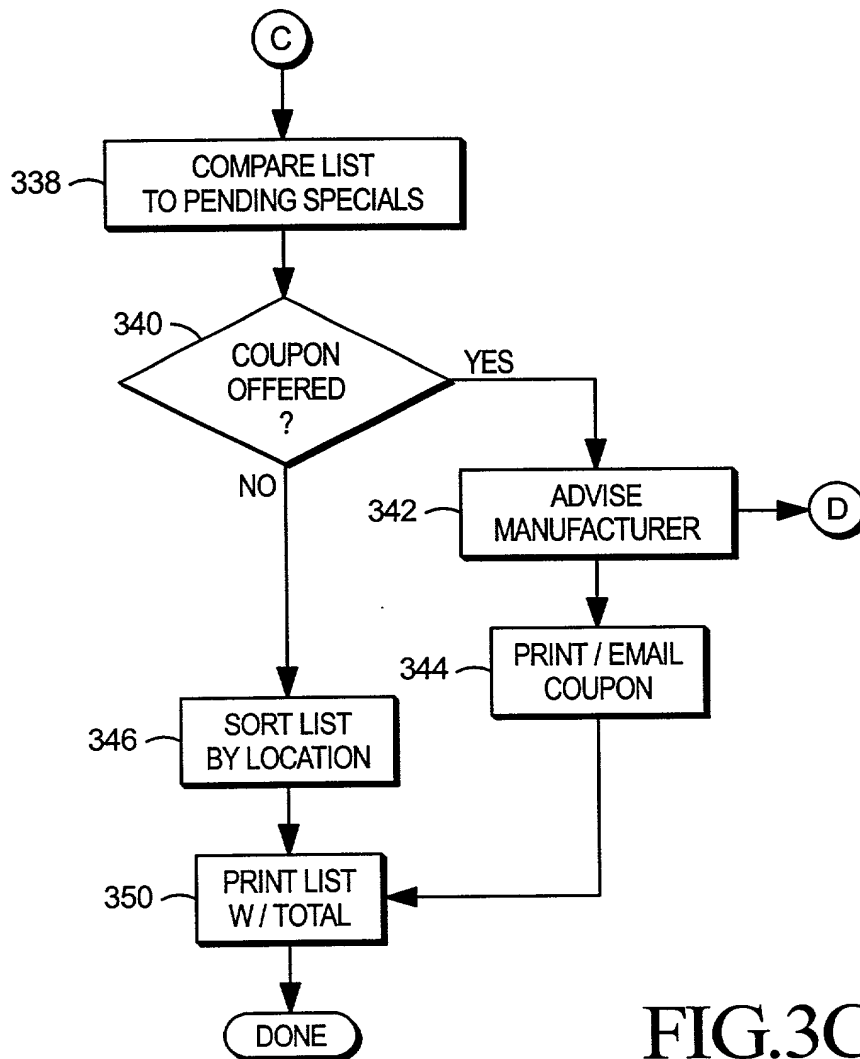 C
338
COMPARE LIST
TO PENDING SPECIALS
340
COUPON
OFFERED
?
YES
NO
342
ADVISE
MANUFACTURER
D
344
PRINT / EMAIL
COUPON
346
SORT LIST
BY LOCATION
350
PRINT LIST
W / TOTAL
DONE
FIG.3C